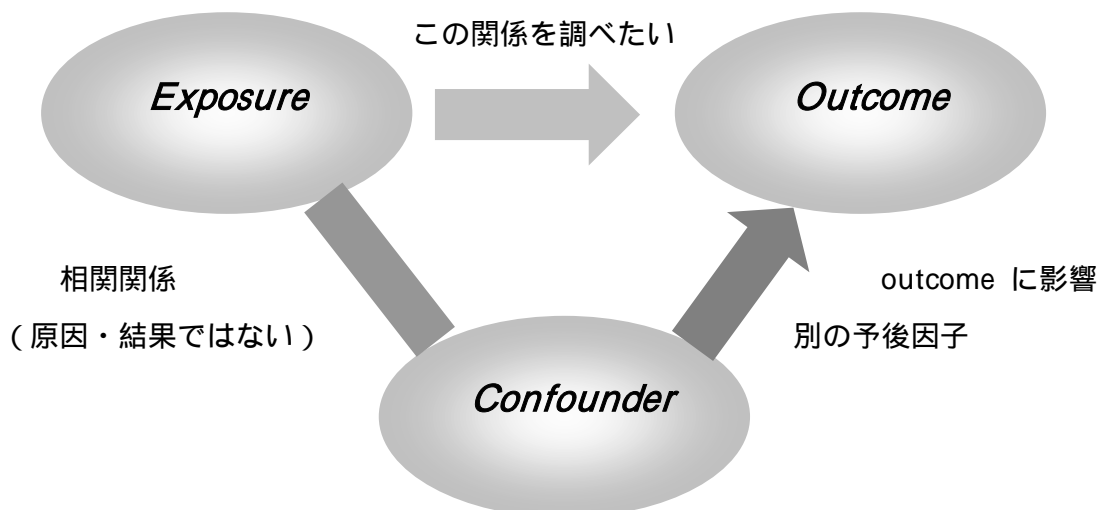 この関係を調べたい
Exposure
Outcome
相関関係
(原因・結果ではない)
outcome に影響
別の予後因子
Confounder